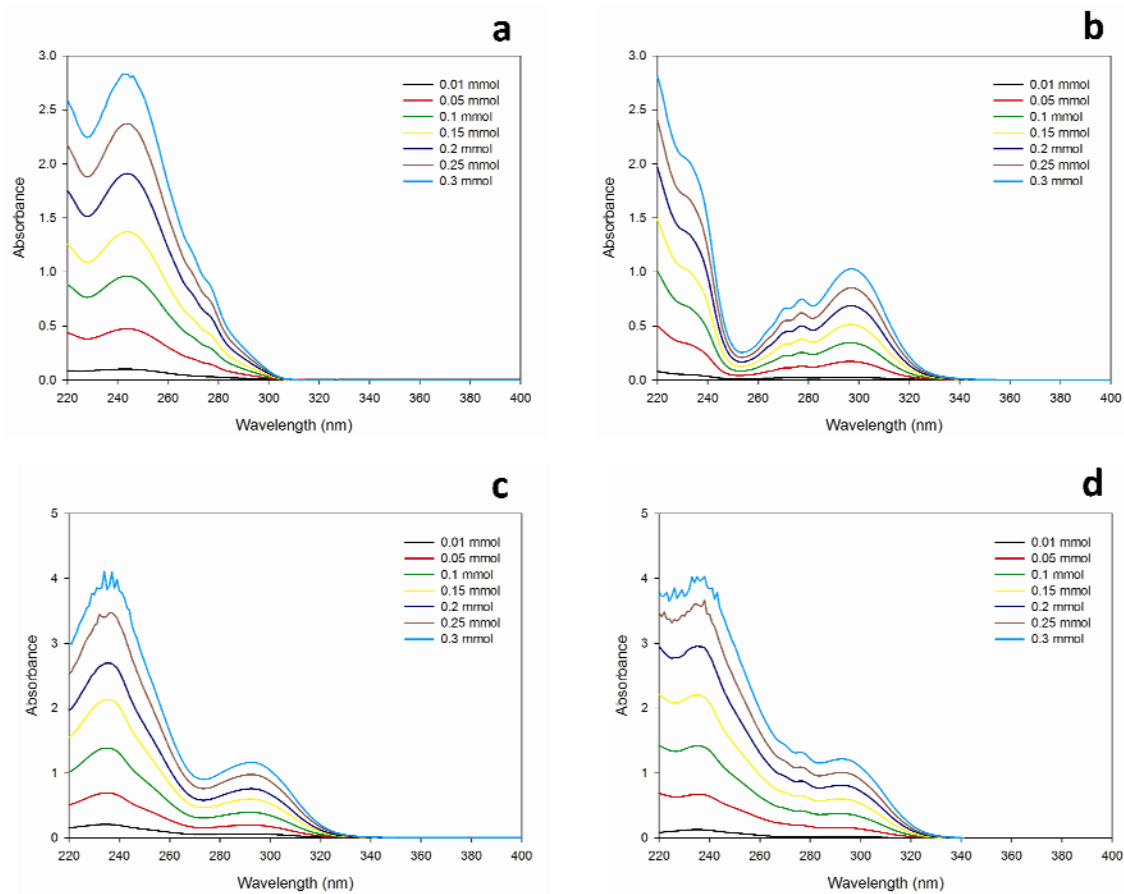 a
3.0
2.5
2.0
1.5
1.0
0.5
0.0
Absorbance
0.01 mmol
0.05 mmol
0.1 mmol
0.15 mmol
0.2 mmol
0.25 mmol
0.3 mmol
220 240 260 280 300 320 340 360 380 400
Wavelength (nm)
b
3.0
2.5
2.0
1.5
1.0
0.5
0.0
Absorbance
0.01 mmol
0.05 mmol
0.1 mmol
0.15 mmol
0.2 mmol
0.25 mmol
0.3 mmol
220 240 260 280 300 320 340 360 380 400
Wavelength (nm)
c
5
4
3
2
1
0
Absorbance
0.01 mmol
0.05 mmol
0.1 mmol
0.15 mmol
0.2 mmol
0.25 mmol
0.3 mmol
220 240 260 280 300 320 340 360 380 400
Wavelength (nm)
d
5
4
3
2
1
0
Absorbance
0.01 mmol
0.05 mmol
0.1 mmol
0.15 mmol
0.2 mmol
0.25 mmol
0.3 mmol
220 240 260 280 300 320 340 360 380 400
Wavelength (nm)